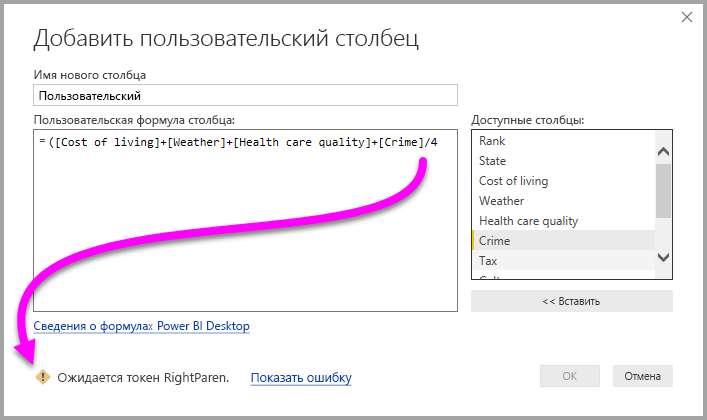 Добавить пользовательский столбец
Имя нового столбца
Пользовательский
Пользовательская формула столбца:
= ([Cost of living]+[Weather]+[Health care quality]+[Crime]/4
Доступные столбцы:
Rank
State
Cost of living
Weather
Health care quality
Crime
Tax
<< Вставить
Сведения о формулах Power BI Desktop
Ожидается токен RightParen. Показать ошибку
OK
Отмена